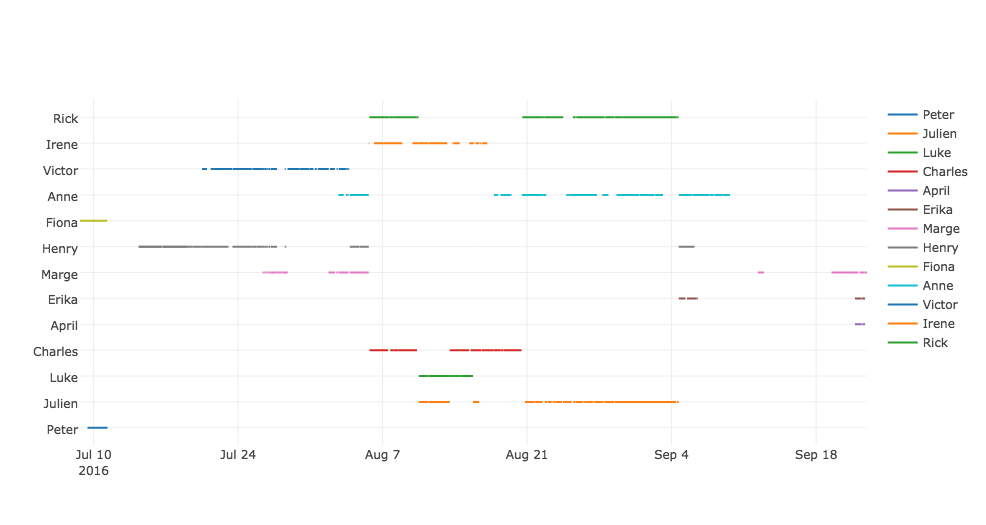 Rick
Irene
Victor
Anne
Fiona
Henry
Marge
Erika
April
Charles
Luke
Julien
Peter
Jul 10
2016
Jul 24
Aug 7
Aug 21
Sep 4
Sep 18
Peter
Julien
Luke
Charles
April
Erika
Marge
Henry
Fiona
Anne
Victor
Irene
Rick